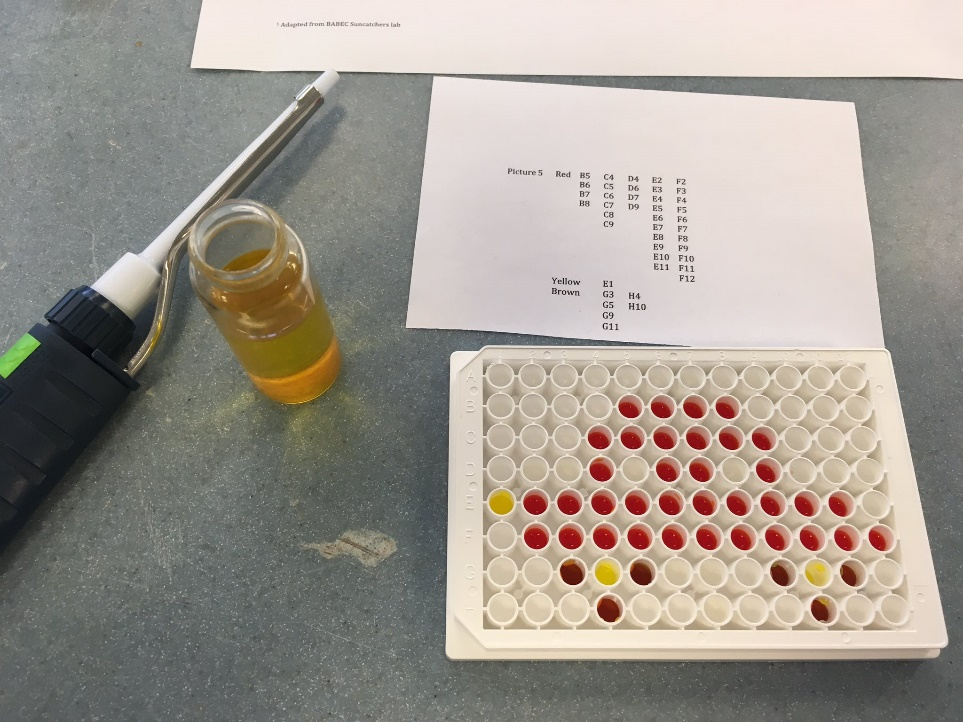 ¹ Adapted from BABEC Suncatchers lab
Picture 5 Red B5 C4 D4 E2 F2
B6 C5 D6 E3 F3
B7 C6 D7 E4 F4
B8 C7 D9 E5 F5
C8 E6 F6
C9 E7 F7
E8 F8
E9 F9
E10 F10
E11 F11
F12
Yellow E1
Brown G3 H4
G5 H10
G9
G11